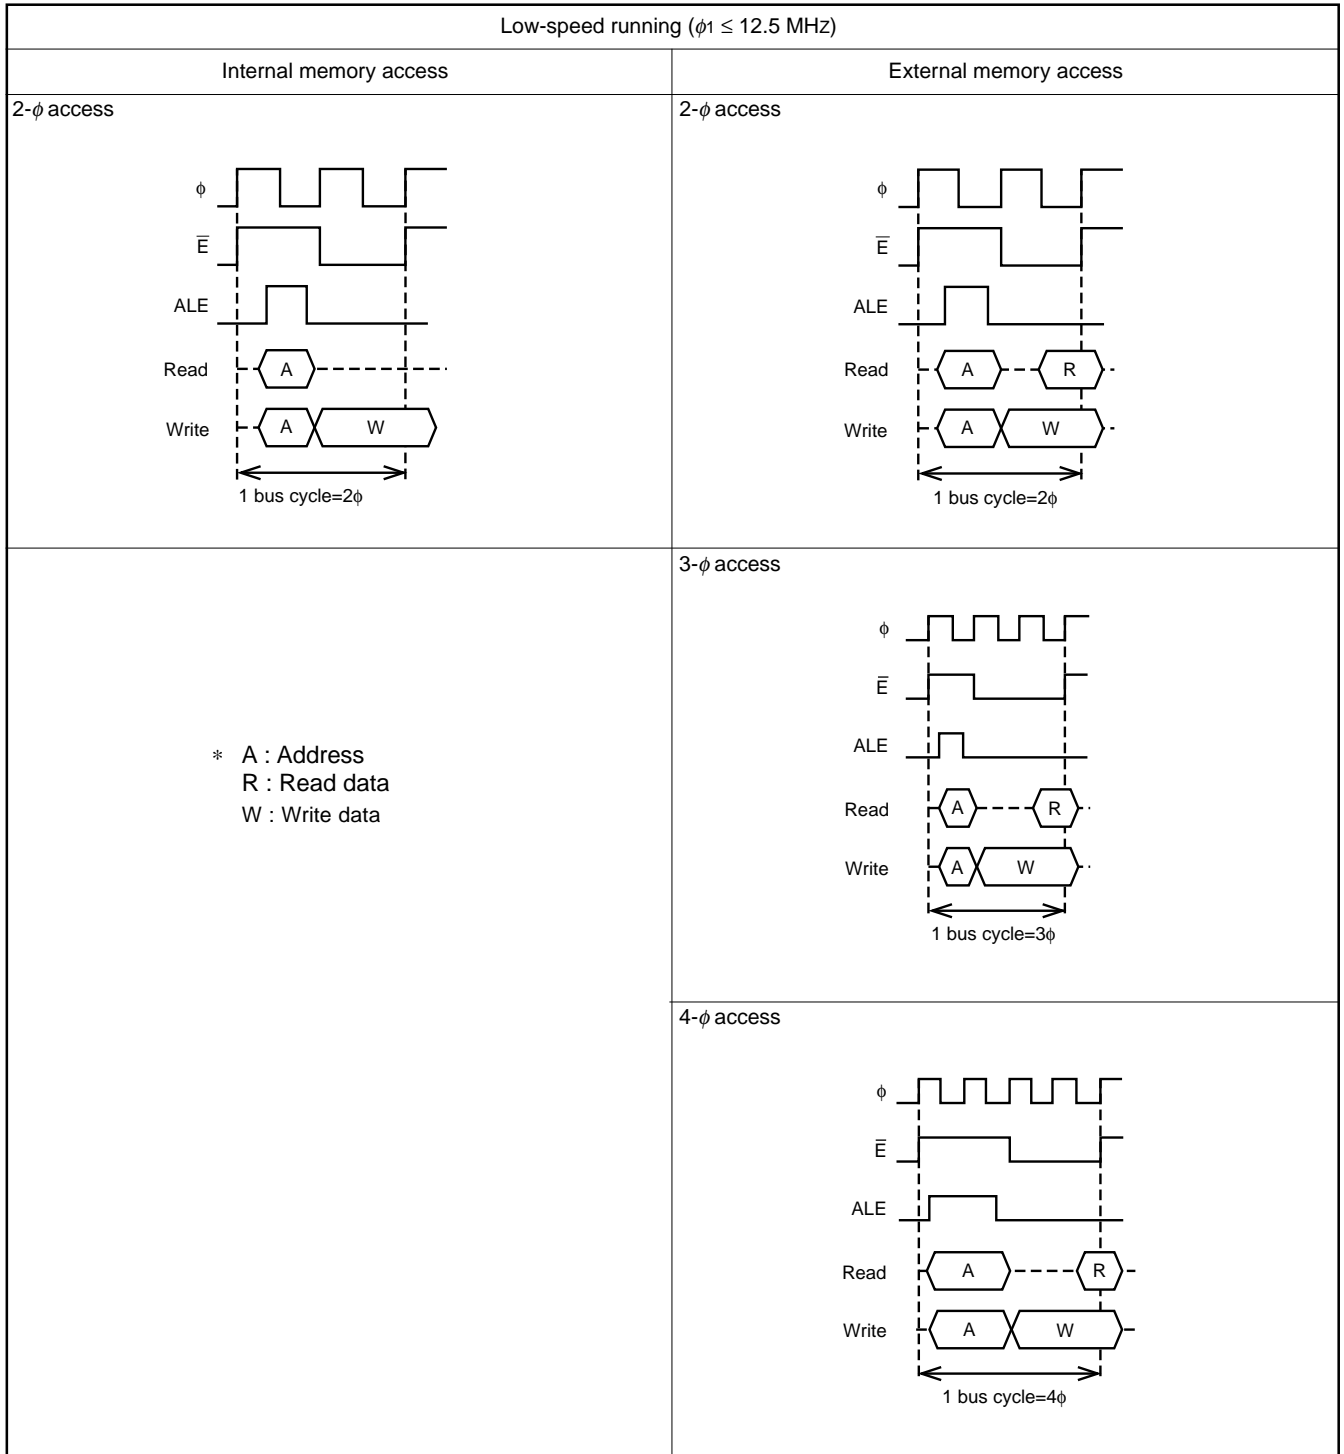 Low-speed running (ϕ1 ≤ 12.5 MHz)
Internal memory access
External memory access
2-ϕ access
ϕ
E̅
ALE
Read
A
Write
A
W
1 bus cycle=2ϕ
2-ϕ access
ϕ
E̅
ALE
Read
A
R
Write
A
W
1 bus cycle=2ϕ
* A : Address
R : Read data
W : Write data
3-ϕ access
ϕ
E̅
ALE
Read
A
R
Write
A
W
1 bus cycle=3ϕ
4-ϕ access
ϕ
E̅
ALE
Read
A
R
Write
A
W
1 bus cycle=4ϕ